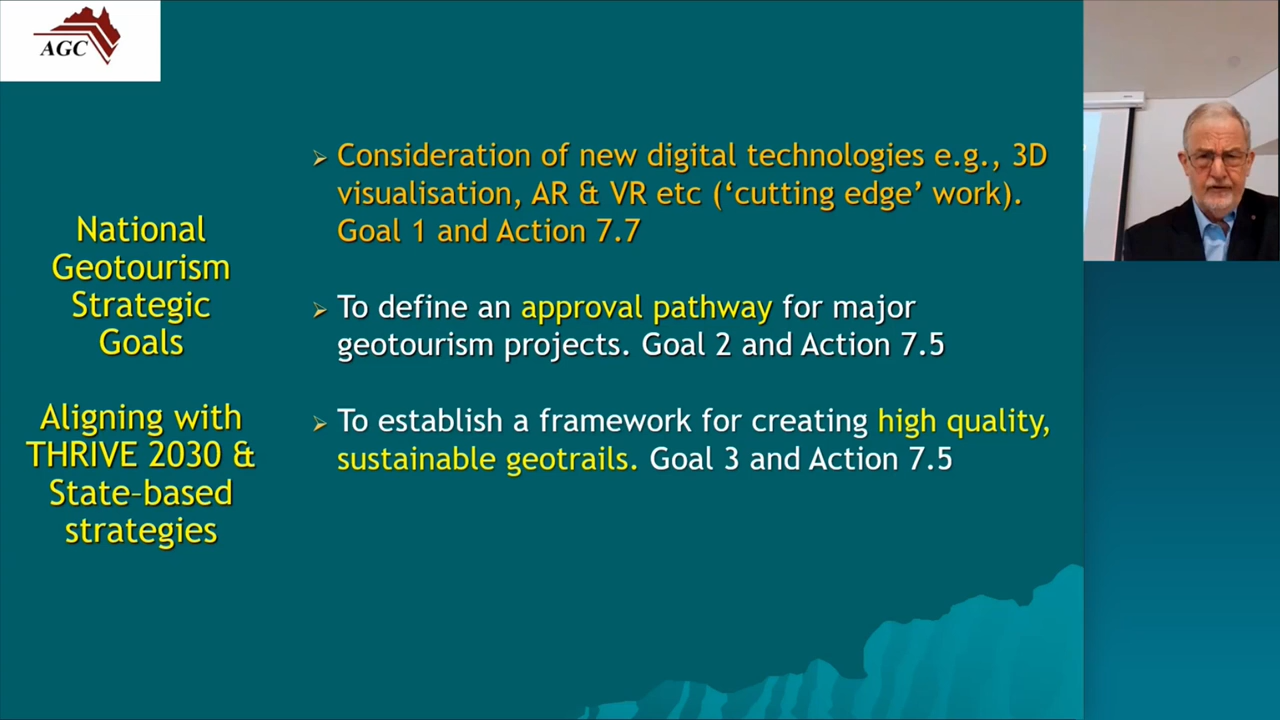 AGC
National
Geotourism
Strategic
Goals
Aligning with
THRIVE 2030 &
State-based
strategies
Consideration of new digital technologies e.g., 3D
visualisation, AR & VR etc (‘cutting edge’ work).
Goal 1 and Action 7.7
To define an approval pathway for major
geotourism projects. Goal 2 and Action 7.5
To establish a framework for creating high quality,
sustainable geotrails. Goal 3 and Action 7.5